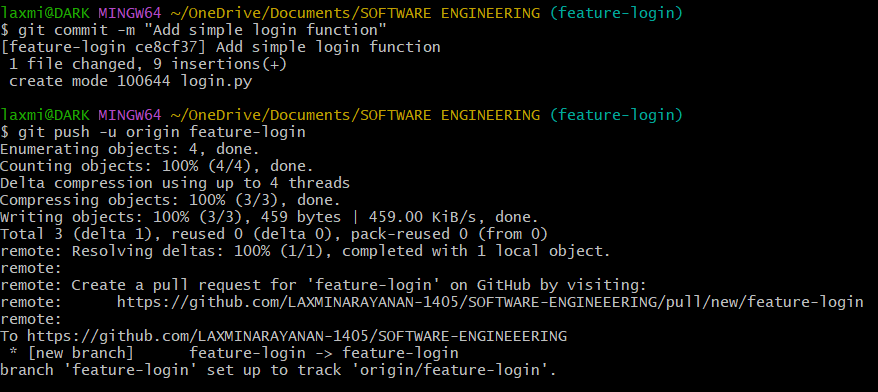 laxmi@DARK MINGW64 ~/OneDrive/Documents/SOFTWARE ENGINEERING (feature-login)
$ git commit -m "Add simple login function"
[feature-login ce8cf37] Add simple login function
 1 file changed, 9 insertions(+)
 create mode 100644 login.py

laxmi@DARK MINGW64 ~/OneDrive/Documents/SOFTWARE ENGINEERING (feature-login)
$ git push -u origin feature-login
Enumerating objects: 4, done.
Counting objects: 100% (4/4), done.
Delta compression using up to 4 threads
Compressing objects: 100% (3/3), done.
Writing objects: 100% (3/3), 459 bytes | 459.00 KiB/s, done.
Total 3 (delta 1), reused 0 (delta 0), pack-reused 0 (from 0)
remote: Resolving deltas: 100% (1/1), completed with 1 local object.
remote:
remote: Create a pull request for 'feature-login' on GitHub by visiting:
remote:      https://github.com/LAXMINARAYANAN-1405/SOFTWARE-ENGINEEERING/pull/new/feature-login
remote:
To https://github.com/LAXMINARAYANAN-1405/SOFTWARE-ENGINEEERING
 * [new branch]      feature-login -> feature-login
branch 'feature-login' set up to track 'origin/feature-login'.